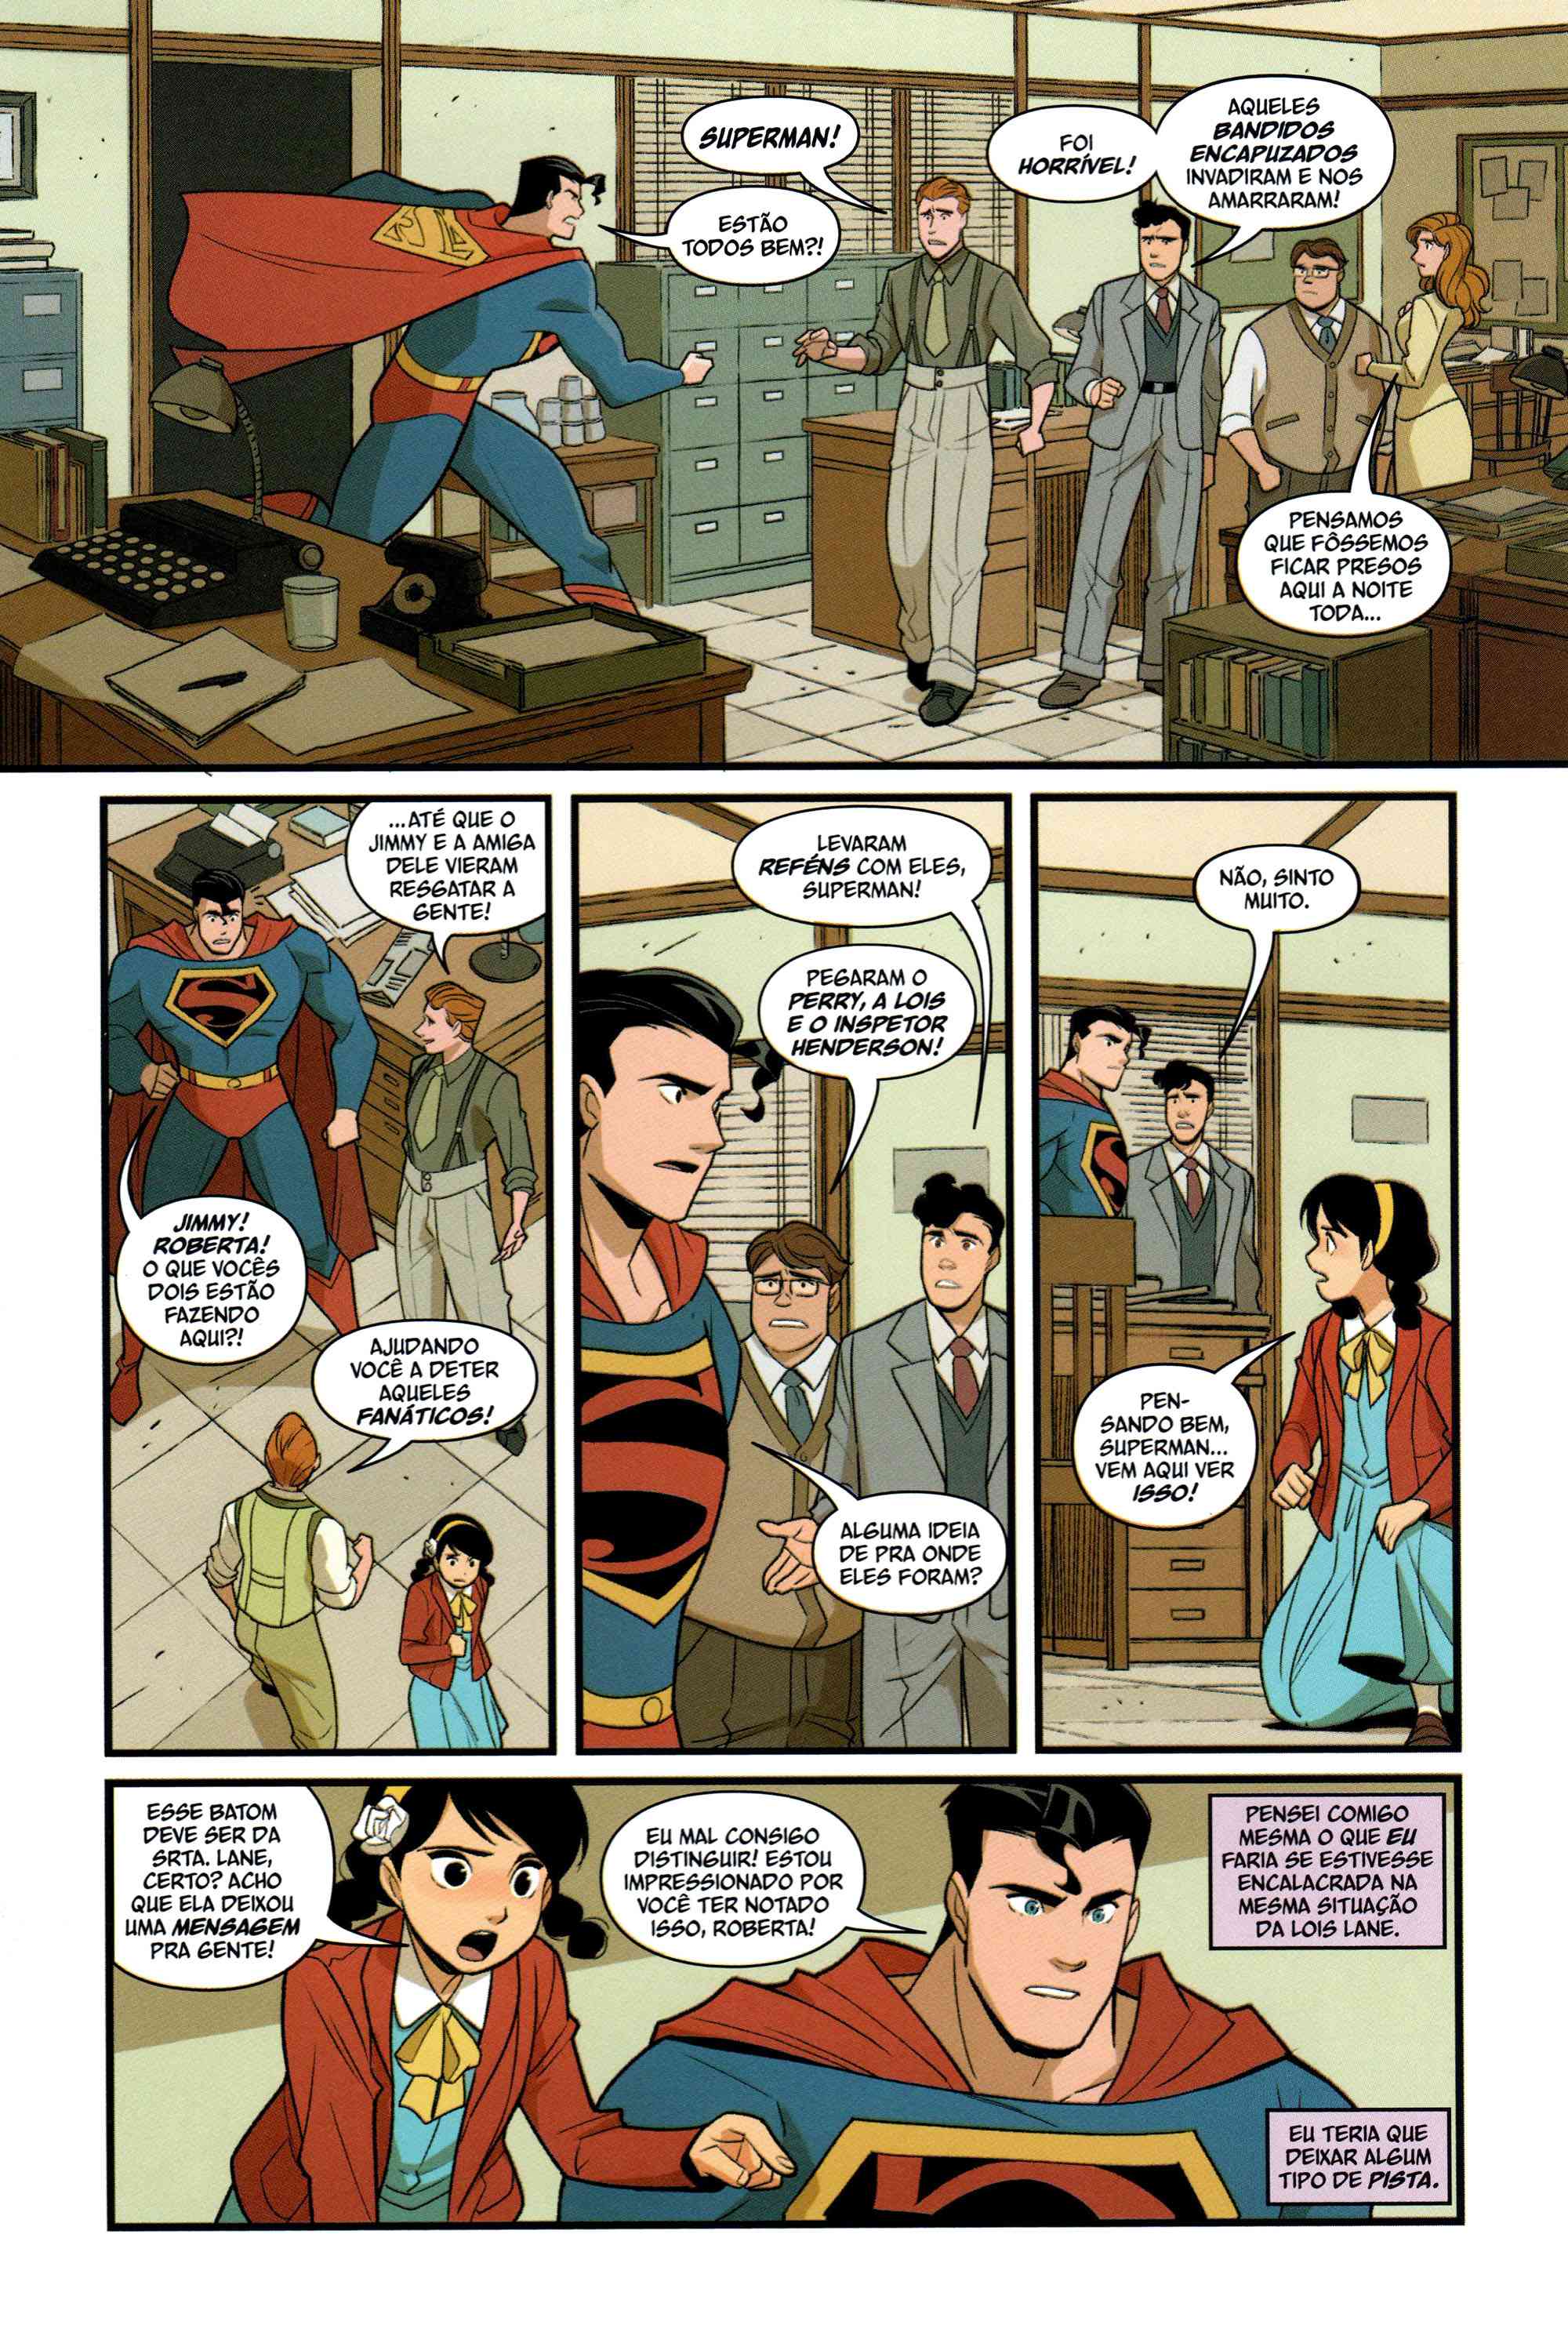 SUPERMAN!
ESTÃO
TODOS BEM?!
FOI
HORRÍVEL!
AQUELES
BANDIDOS
ENCAPUZADOS
INVADIRAM E NOS
AMARRARAM!
PENSAMOS
QUE FÔSSEMOS
FICAR PRESOS
AQUI A NOITE
TODA...
...ATÉ QUE O
JIMMY E A AMIGA
DELE VIERAM
RESGATAR A
GENTE!
JIMMY!
ROBERTA!
O QUE VOCÊS
DOIS ESTÃO
FAZENDO
AQUI?!
AJUDANDO
VOCÊ A DETER
AQUELES
FANÁTICOS!
LEVARAM
REFÉNS COM ELES,
SUPERMAN!
PEGARAM O
PERRY, A LOIS
E O INSPETOR
HENDERSON!
ALGUMA IDEIA
DE PRA ONDE
ELES FORAM?
NÃO, SINTO
MUITO.
PEN-
SANDO BEM,
SUPERMAN...
VEM AQUI VER
ISSO!
ESSE BATOM
DEVE SER DA
SRTA. LANE,
CERTO? ACHO
QUE ELA DEIXOU
UMA MENSAGEM
PRA GENTE!
EU MAL CONSIGO
DISTINGUIR! ESTOU
IMPRESSIONADO POR
VOCÊ TER NOTADO
ISSO, ROBERTA!
PENSEI COMIGO
MESMA O QUE EU
FARIA SE ESTIVESSE
ENCALACRADA NA
MESMA SITUAÇÃO
DA LOIS LANE.
EU TERIA QUE
DEIXAR ALGUM
TIPO DE PISTA.